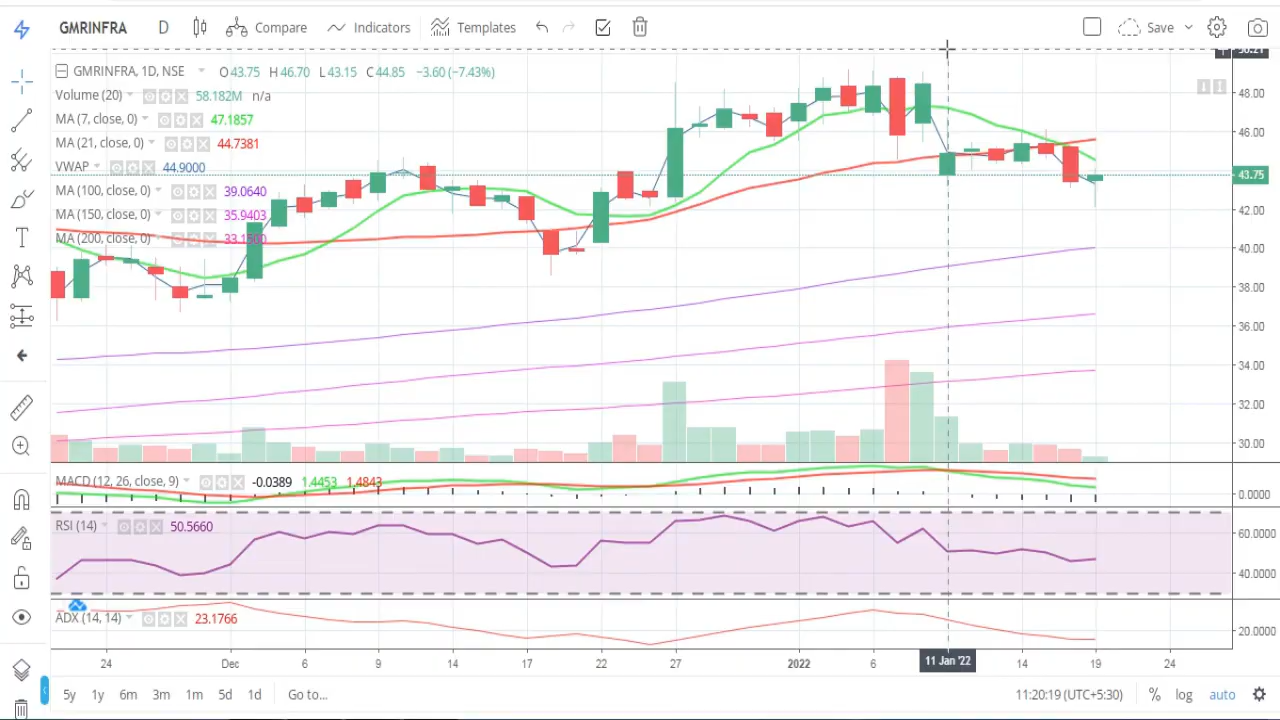 GMRINFRA D Compare Indicators Templates Save
GMRINFRA, 1D, NSE O43.75 H46.70 L43.15 C44.85 −3.60 (−7.43%)
Volume (20) 58.182M n/a
MA (7, close, 0) 47.1857
MA (21, close, 0) 44.7381
VWAP 44.9000
MA (100, close, 0) 39.0640
MA (150, close, 0) 35.9403
MA (200, close, 0) 33.1500
48.00
46.00
43.75
42.00
40.00
38.00
36.00
34.00
32.00
30.00
MACD (12, 26, close, 9) -0.0389 1.4453 1.4843
0.0000
RSI (14) 50.5660
60.0000
40.0000
ADX (14, 14) 23.1766
20.0000
24 Dec 6 9 14 17 22 27 2022 6 11 Jan '22 14 19 24
5y 1y 6m 3m 1m 5d 1d Go to... 11:20:19 (UTC+5:30) % log auto